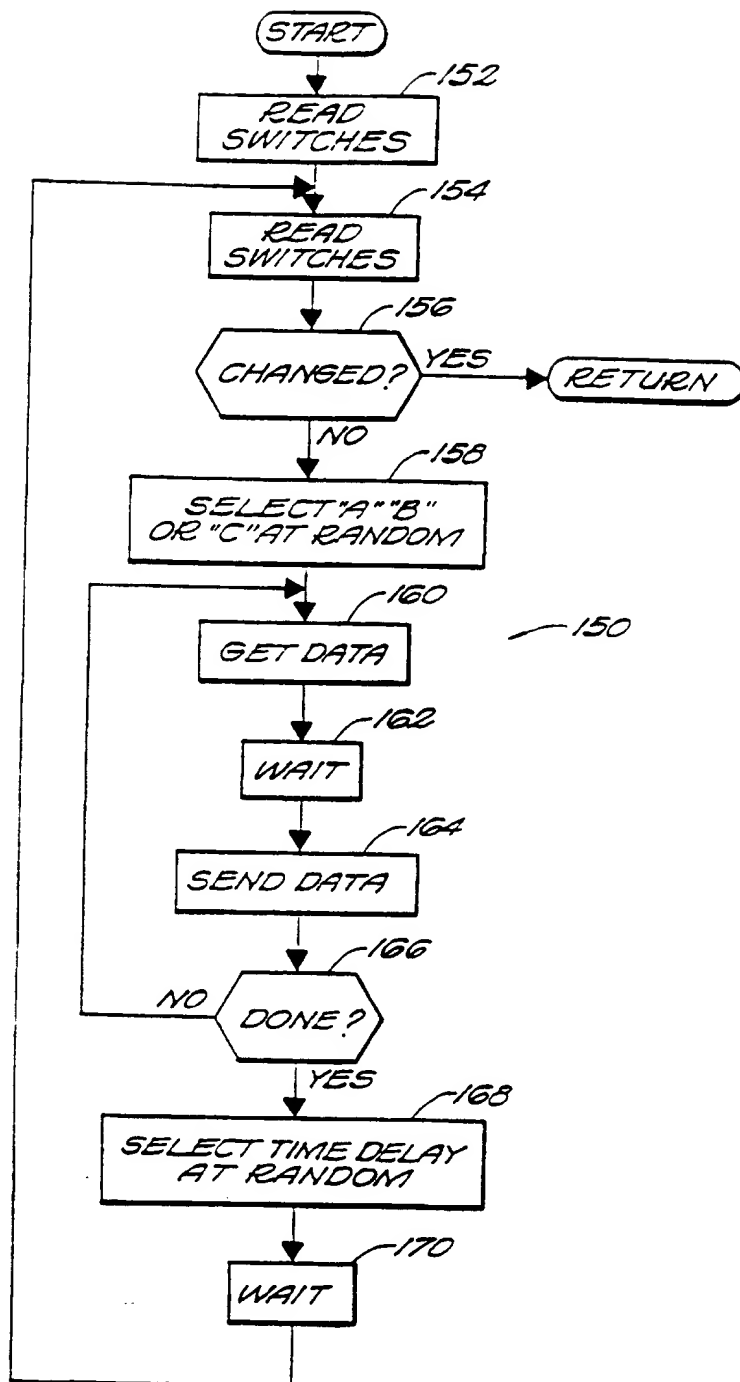 START
152
READ
SWITCHES
154
READ
SWITCHES
156
CHANGED?
YES
RETURN
NO
158
SELECT "A" "B"
OR "C" AT RANDOM
160
GET DATA
150
162
WAIT
164
SEND DATA
166
NO
DONE?
YES
168
SELECT TIME DELAY
AT RANDOM
170
WAIT